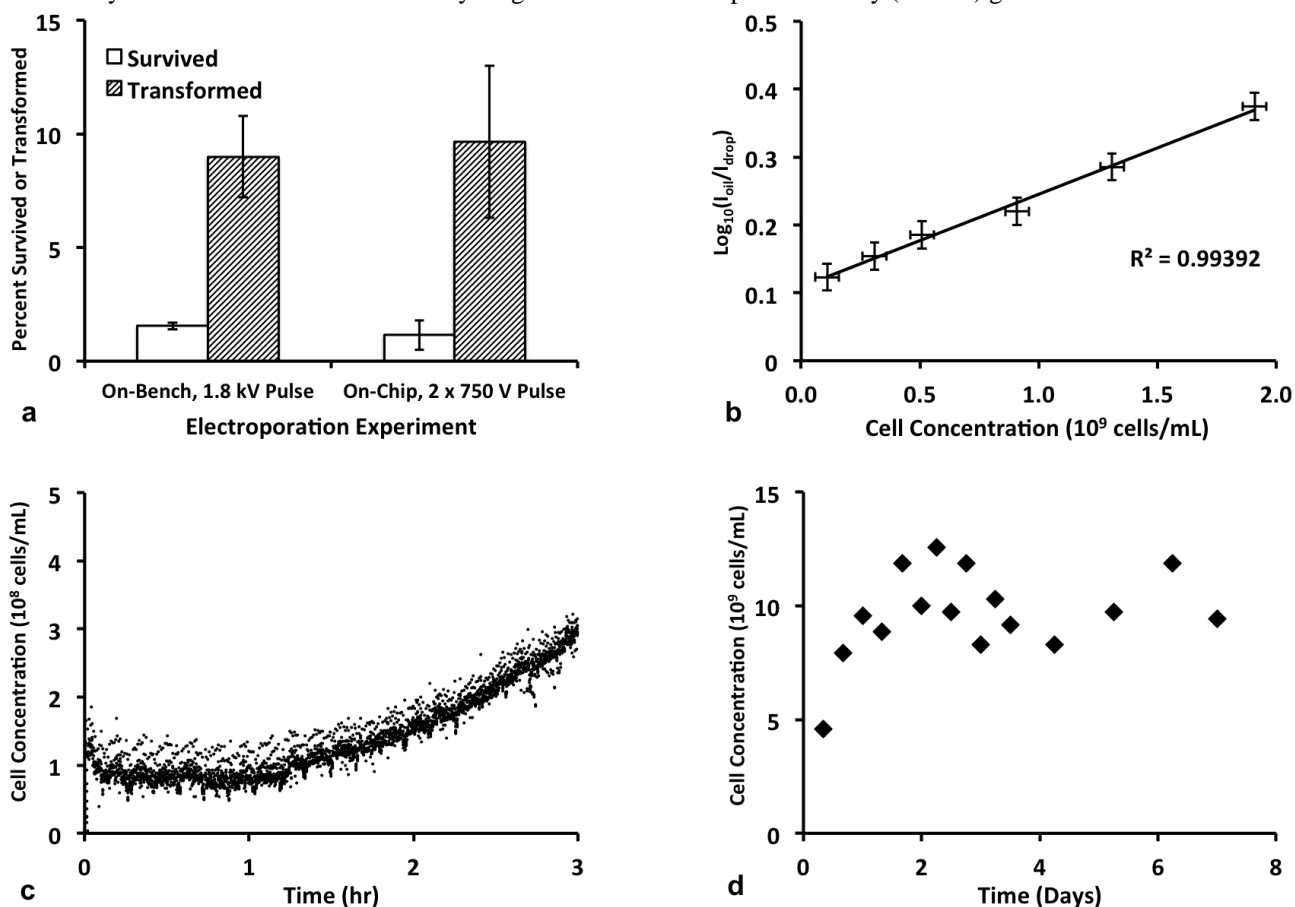 15
10
5
0
Percent Survived or Transformed
Survived
Transformed
On-Bench, 1.8 kV Pulse
On-Chip, 2 x 750 V Pulse
Electroporation Experiment
a
0.5
0.4
0.3
0.2
0.1
0
Log₁₀(I_oil/I_drop)
R² = 0.99392
0.0 0.5 1.0 1.5 2.0
Cell Concentration (10⁹ cells/mL)
b
5
4
3
2
1
0
Cell Concentration (10⁸ cells/mL)
0 1 2 3
Time (hr)
c
15
10
5
0
Cell Concentration (10⁹ cells/mL)
0 2 4 6 8
Time (Days)
d